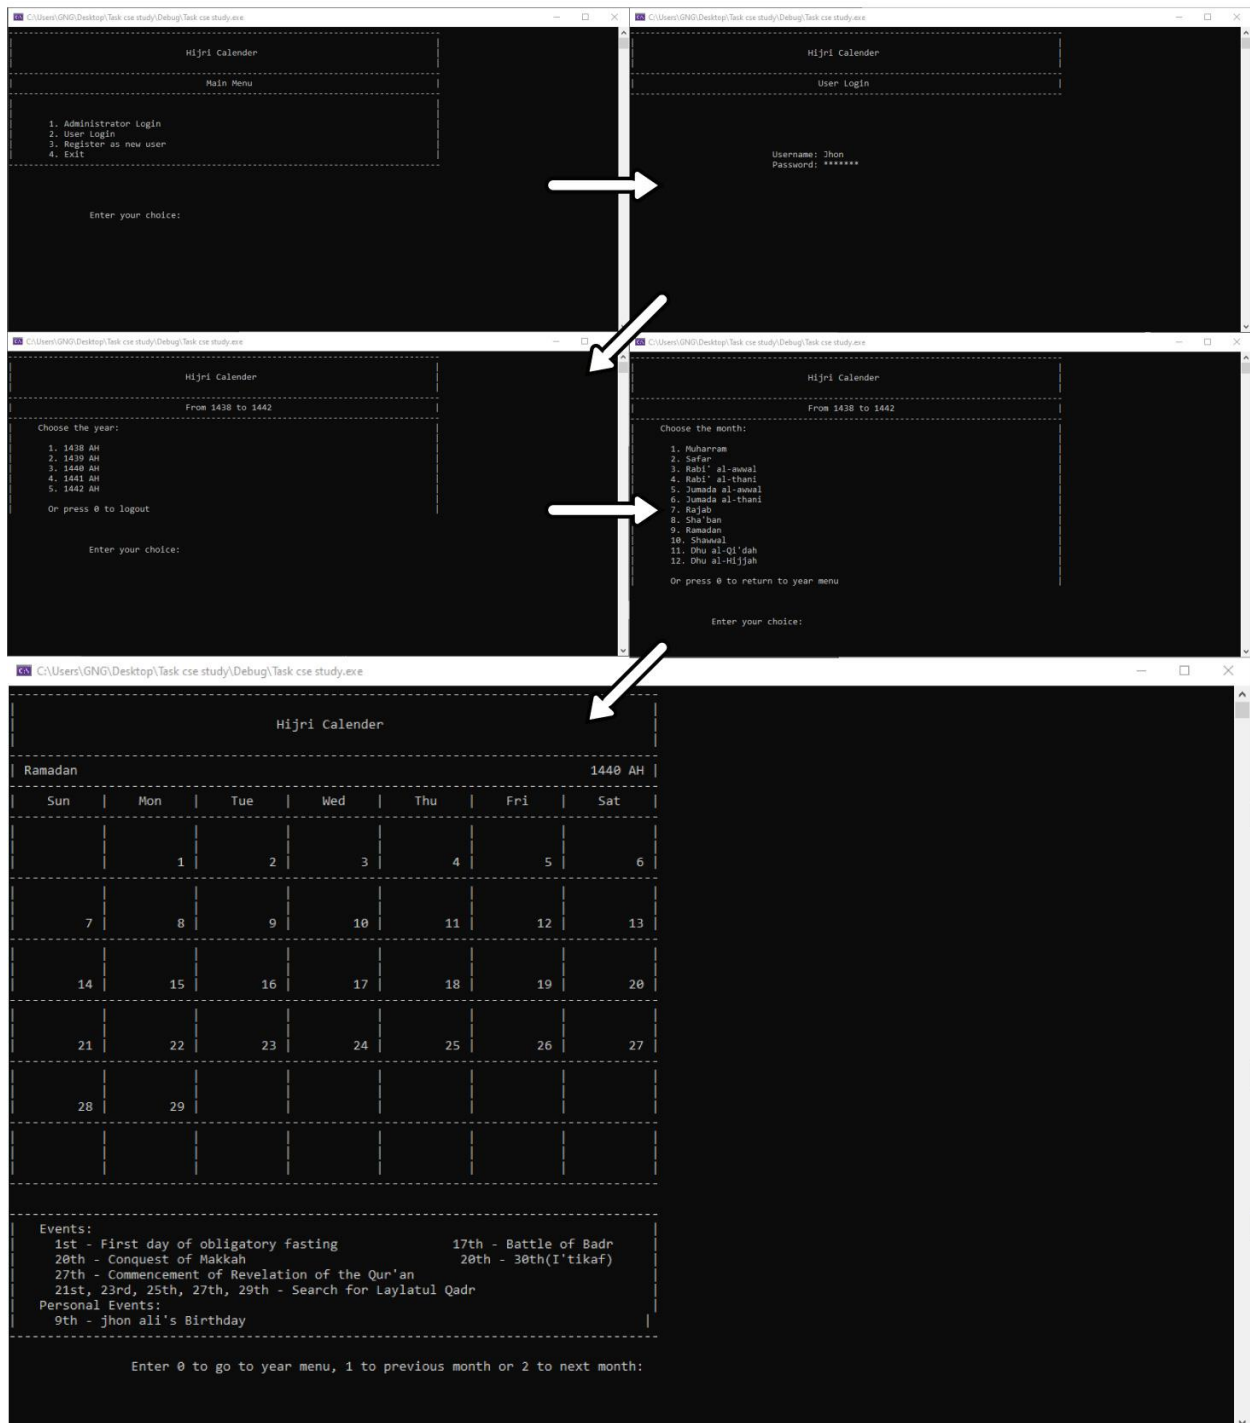 C:\Users\GNG\Desktop\Task cse study\Debug\Task cse study.exe
Hijri Calender
Main Menu
1. Administrator Login
2. User Login
3. Register as new user
4. Exit
Enter your choice:
C:\Users\GNG\Desktop\Task cse study\Debug\Task cse study.exe
Hijri Calender
User Login
Username: Jhon
Password: *******
C:\Users\GNG\Desktop\Task cse study\Debug\Task cse study.exe
Hijri Calender
From 1438 to 1442
Choose the year:
1. 1438 AH
2. 1439 AH
3. 1440 AH
4. 1441 AH
5. 1442 AH
Or press 0 to logout
Enter your choice:
C:\Users\GNG\Desktop\Task cse study\Debug\Task cse study.exe
Hijri Calender
From 1438 to 1442
Choose the month:
1. Muharram
2. Safar
3. Rabi' al-awwal
4. Rabi' al-thani
5. Jumada al-awwal
6. Jumada al-thani
7. Rajab
8. Sha'ban
9. Ramadan
10. Shawwal
11. Dhu al-Qi'dah
12. Dhu al-Hijjah
Or press 0 to return to year menu
Enter your choice:
C:\Users\GNG\Desktop\Task cse study\Debug\Task cse study.exe
Hijri Calender
Ramadan 1440 AH
Sun | Mon | Tue | Wed | Thu | Fri | Sat
1 | 2 | 3 | 4 | 5 | 6
7 | 8 | 9 | 10 | 11 | 12 | 13
14 | 15 | 16 | 17 | 18 | 19 | 20
21 | 22 | 23 | 24 | 25 | 26 | 27
28 | 29
Events:
1st - First day of obligatory fasting 17th - Battle of Badr
20th - Conquest of Makkah 20th - 30th(I'tikaf)
27th - Commencement of Revelation of the Qur'an
21st, 23rd, 25th, 27th, 29th - Search for Laylatul Qadr
Personal Events:
9th - jhon ali's Birthday
Enter 0 to go to year menu, 1 to previous month or 2 to next month: